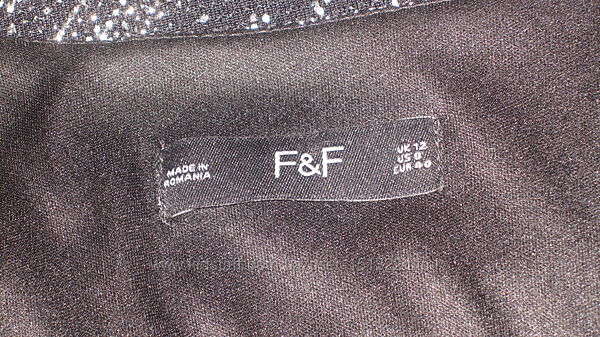 MADE IN
ROMANIA
F&F
UK 12
US 8
EUR 40